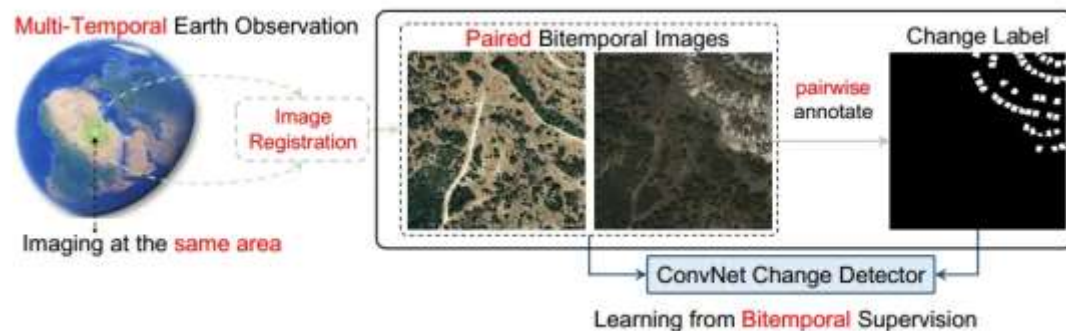 Multi-Temporal Earth Observation
Image
Registration
Imaging at the same area
Paired Bitemporal Images
pairwise
annotate
Change Label
ConvNet Change Detector
Learning from Bitemporal Supervision